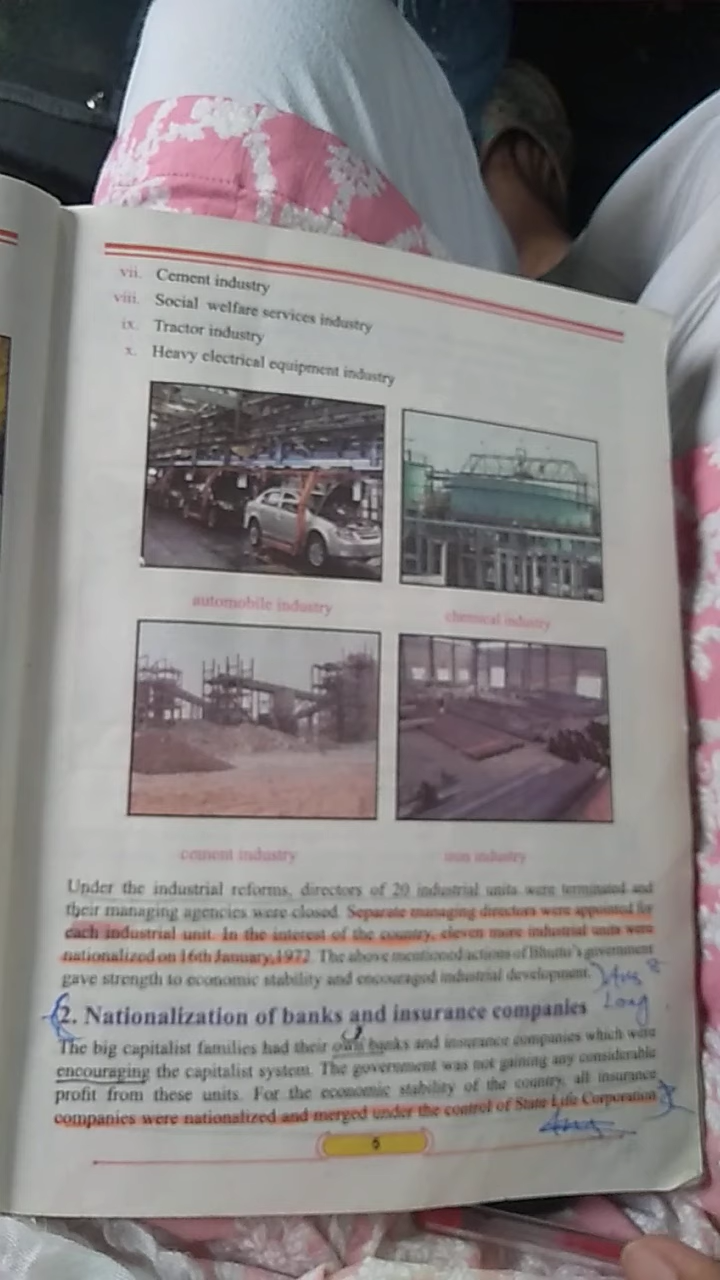 vii. Cement industry
viii. Social welfare services industry
ix. Tractor industry
x. Heavy electrical equipment industry
automobile industry
chemical industry
cement industry
iron industry
Under the industrial reforms, directors of 20 industrial units were terminated and
their managing agencies were closed. Separate managing directors were appointed for
each industrial unit. In the interest of the country, eleven more industrial units were
nationalized on 16th January,1972. The above mentioned actions of Bhutto's government
gave strength to economic stability and encouraged industrial development.
Long
2. Nationalization of banks and insurance companies
The big capitalist families had their own banks and insurance companies which were
encouraging the capitalist system. The government was not gaining any considerable
profit from these units. For the economic stability of the country, all insurance
companies were nationalized and merged under the control of State Life Corporation
6